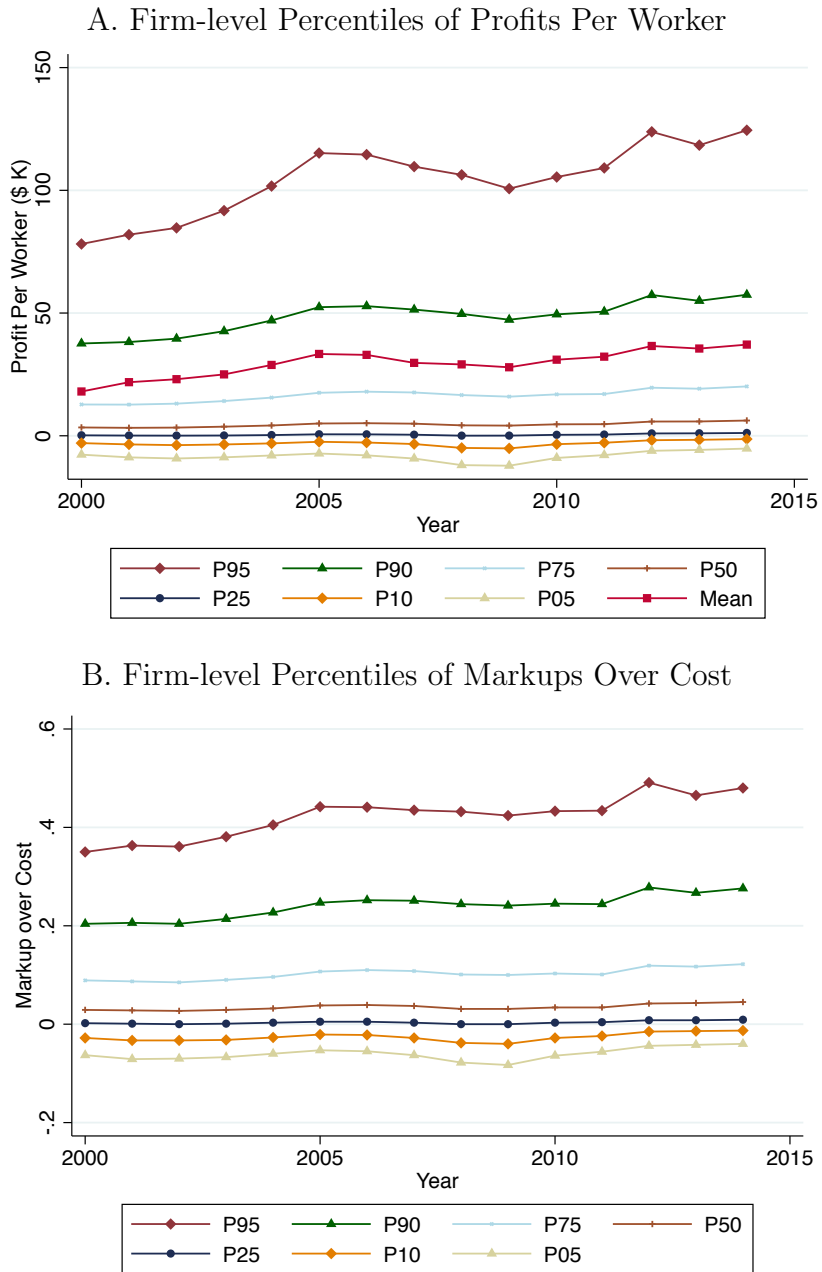 A. Firm-level Percentiles of Profits Per Worker
150
100
50
0
Profit Per Worker ($ K)
2000 2005 2010 2015
Year
P95 P90 P75 P50
P25 P10 P05 Mean
B. Firm-level Percentiles of Markups Over Cost
.6
.4
.2
0
-.2
Markup over Cost
2000 2005 2010 2015
Year
P95 P90 P75 P50
P25 P10 P05